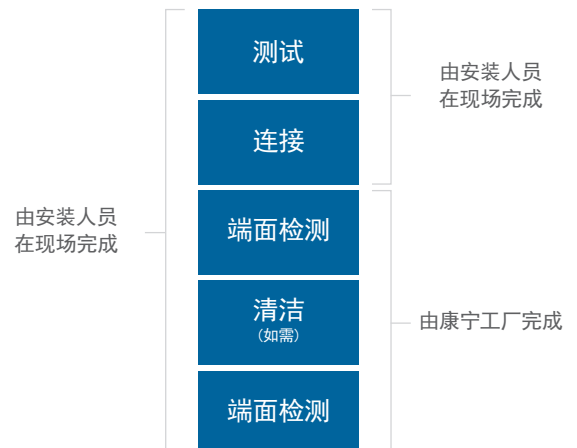 测试
由安装人员
在现场完成
连接
由安装人员
在现场完成
端面检测
清洁
(如需)
由康宁工厂完成
端面检测